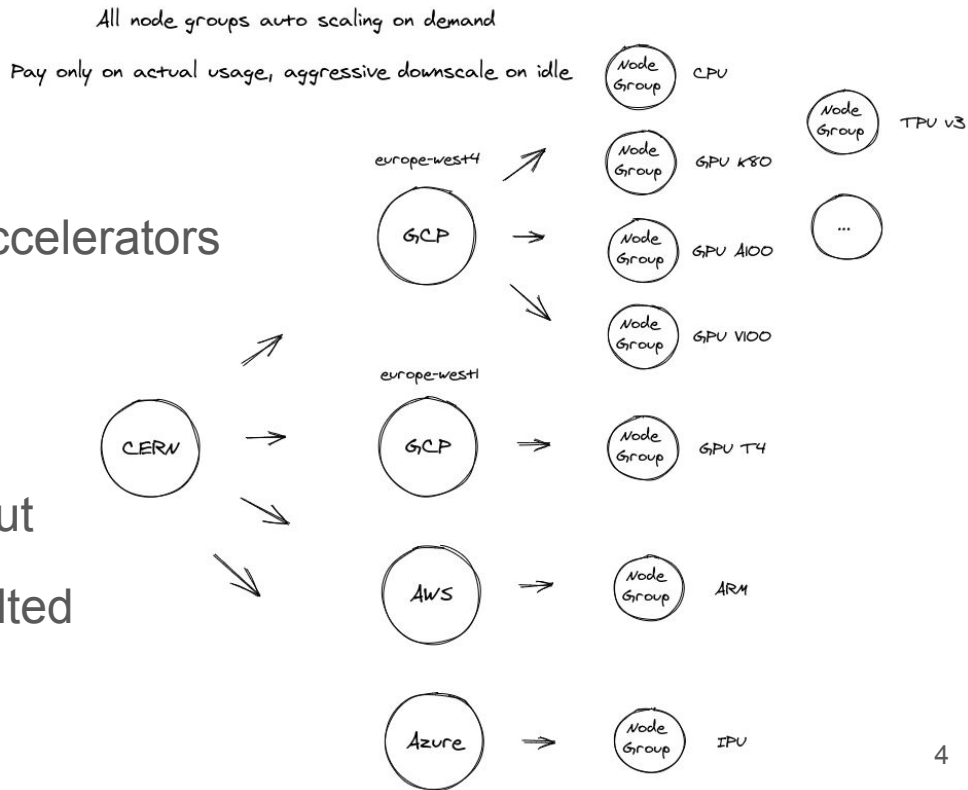 All node groups auto scaling on demand
Pay only on actual usage, aggressive downscale on idle
Node Group CPU
Node Group TPU v3
europe-west4
Node Group GPU K80
ccelerators
GCP
Node Group GPU A100
...
Node Group GPU V100
europe-west1
CERN
GCP
Node Group GPU T4
ut
lted
AWS
Node Group ARM
Azure
Node Group IPU
4